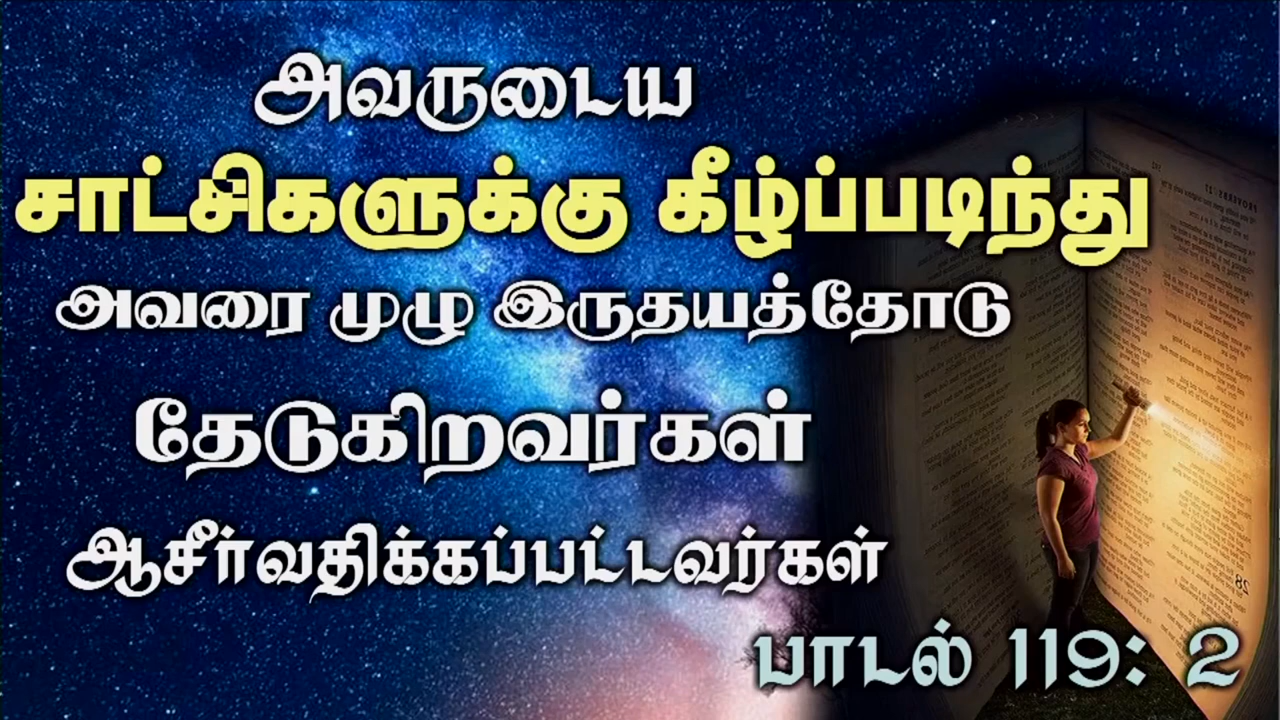 அவருடைய
சாட்சிகளுக்கு கீழ்ப்படிந்து
அவரை முழு இருதயத்தோடு
தேடுகிறவர்கள்
ஆசீர்வதிக்கப்பட்டவர்கள்
பாடல் 119: 2